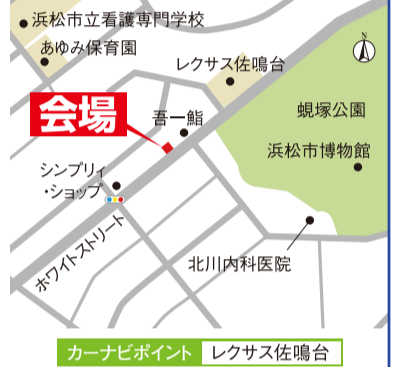 浜松市立看護専門学校
あゆみ保育園
レクサス佐鳴台
N
会場
吾一鮨
蜆塚公園
浜松市博物館
シンプリィ
・ショップ
ホワイトストリート
北川内科医院
カーナビポイント レクサス佐鳴台